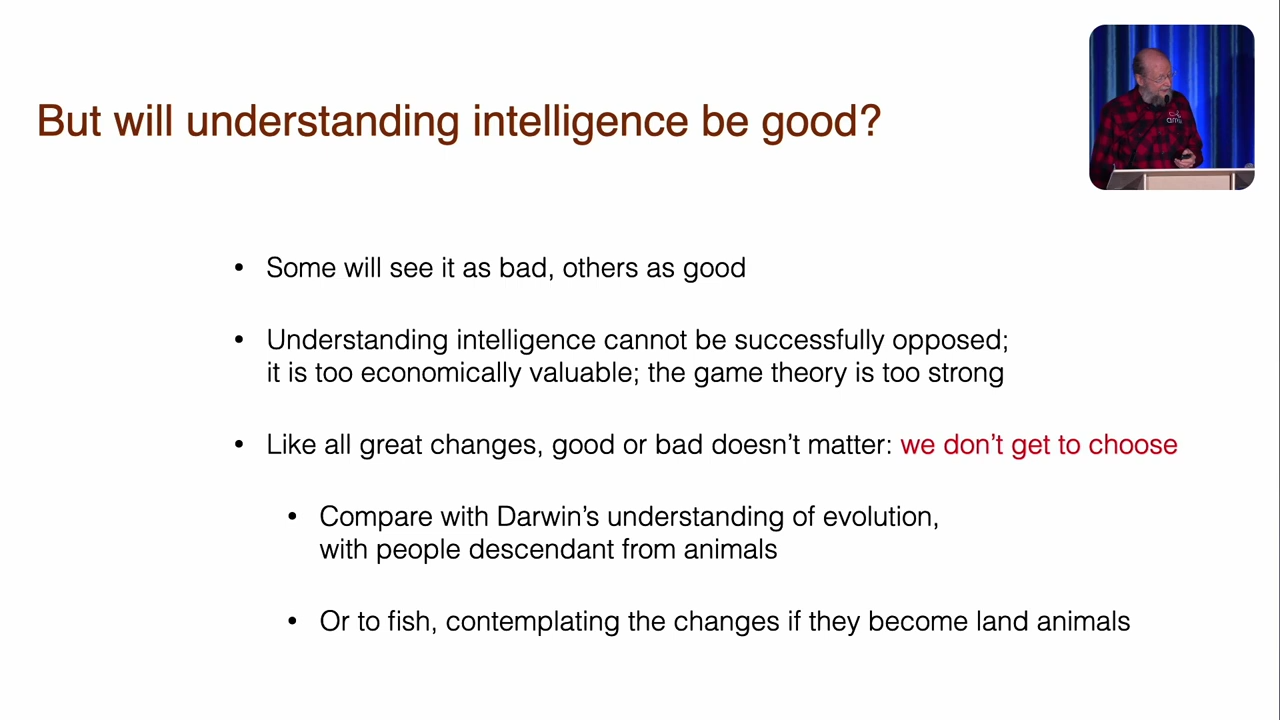 But will understanding intelligence be good?
• Some will see it as bad, others as good
• Understanding intelligence cannot be successfully opposed;
it is too economically valuable; the game theory is too strong
• Like all great changes, good or bad doesn’t matter: we don’t get to choose
• Compare with Darwin’s understanding of evolution,
with people descendant from animals
• Or to fish, contemplating the changes if they become land animals